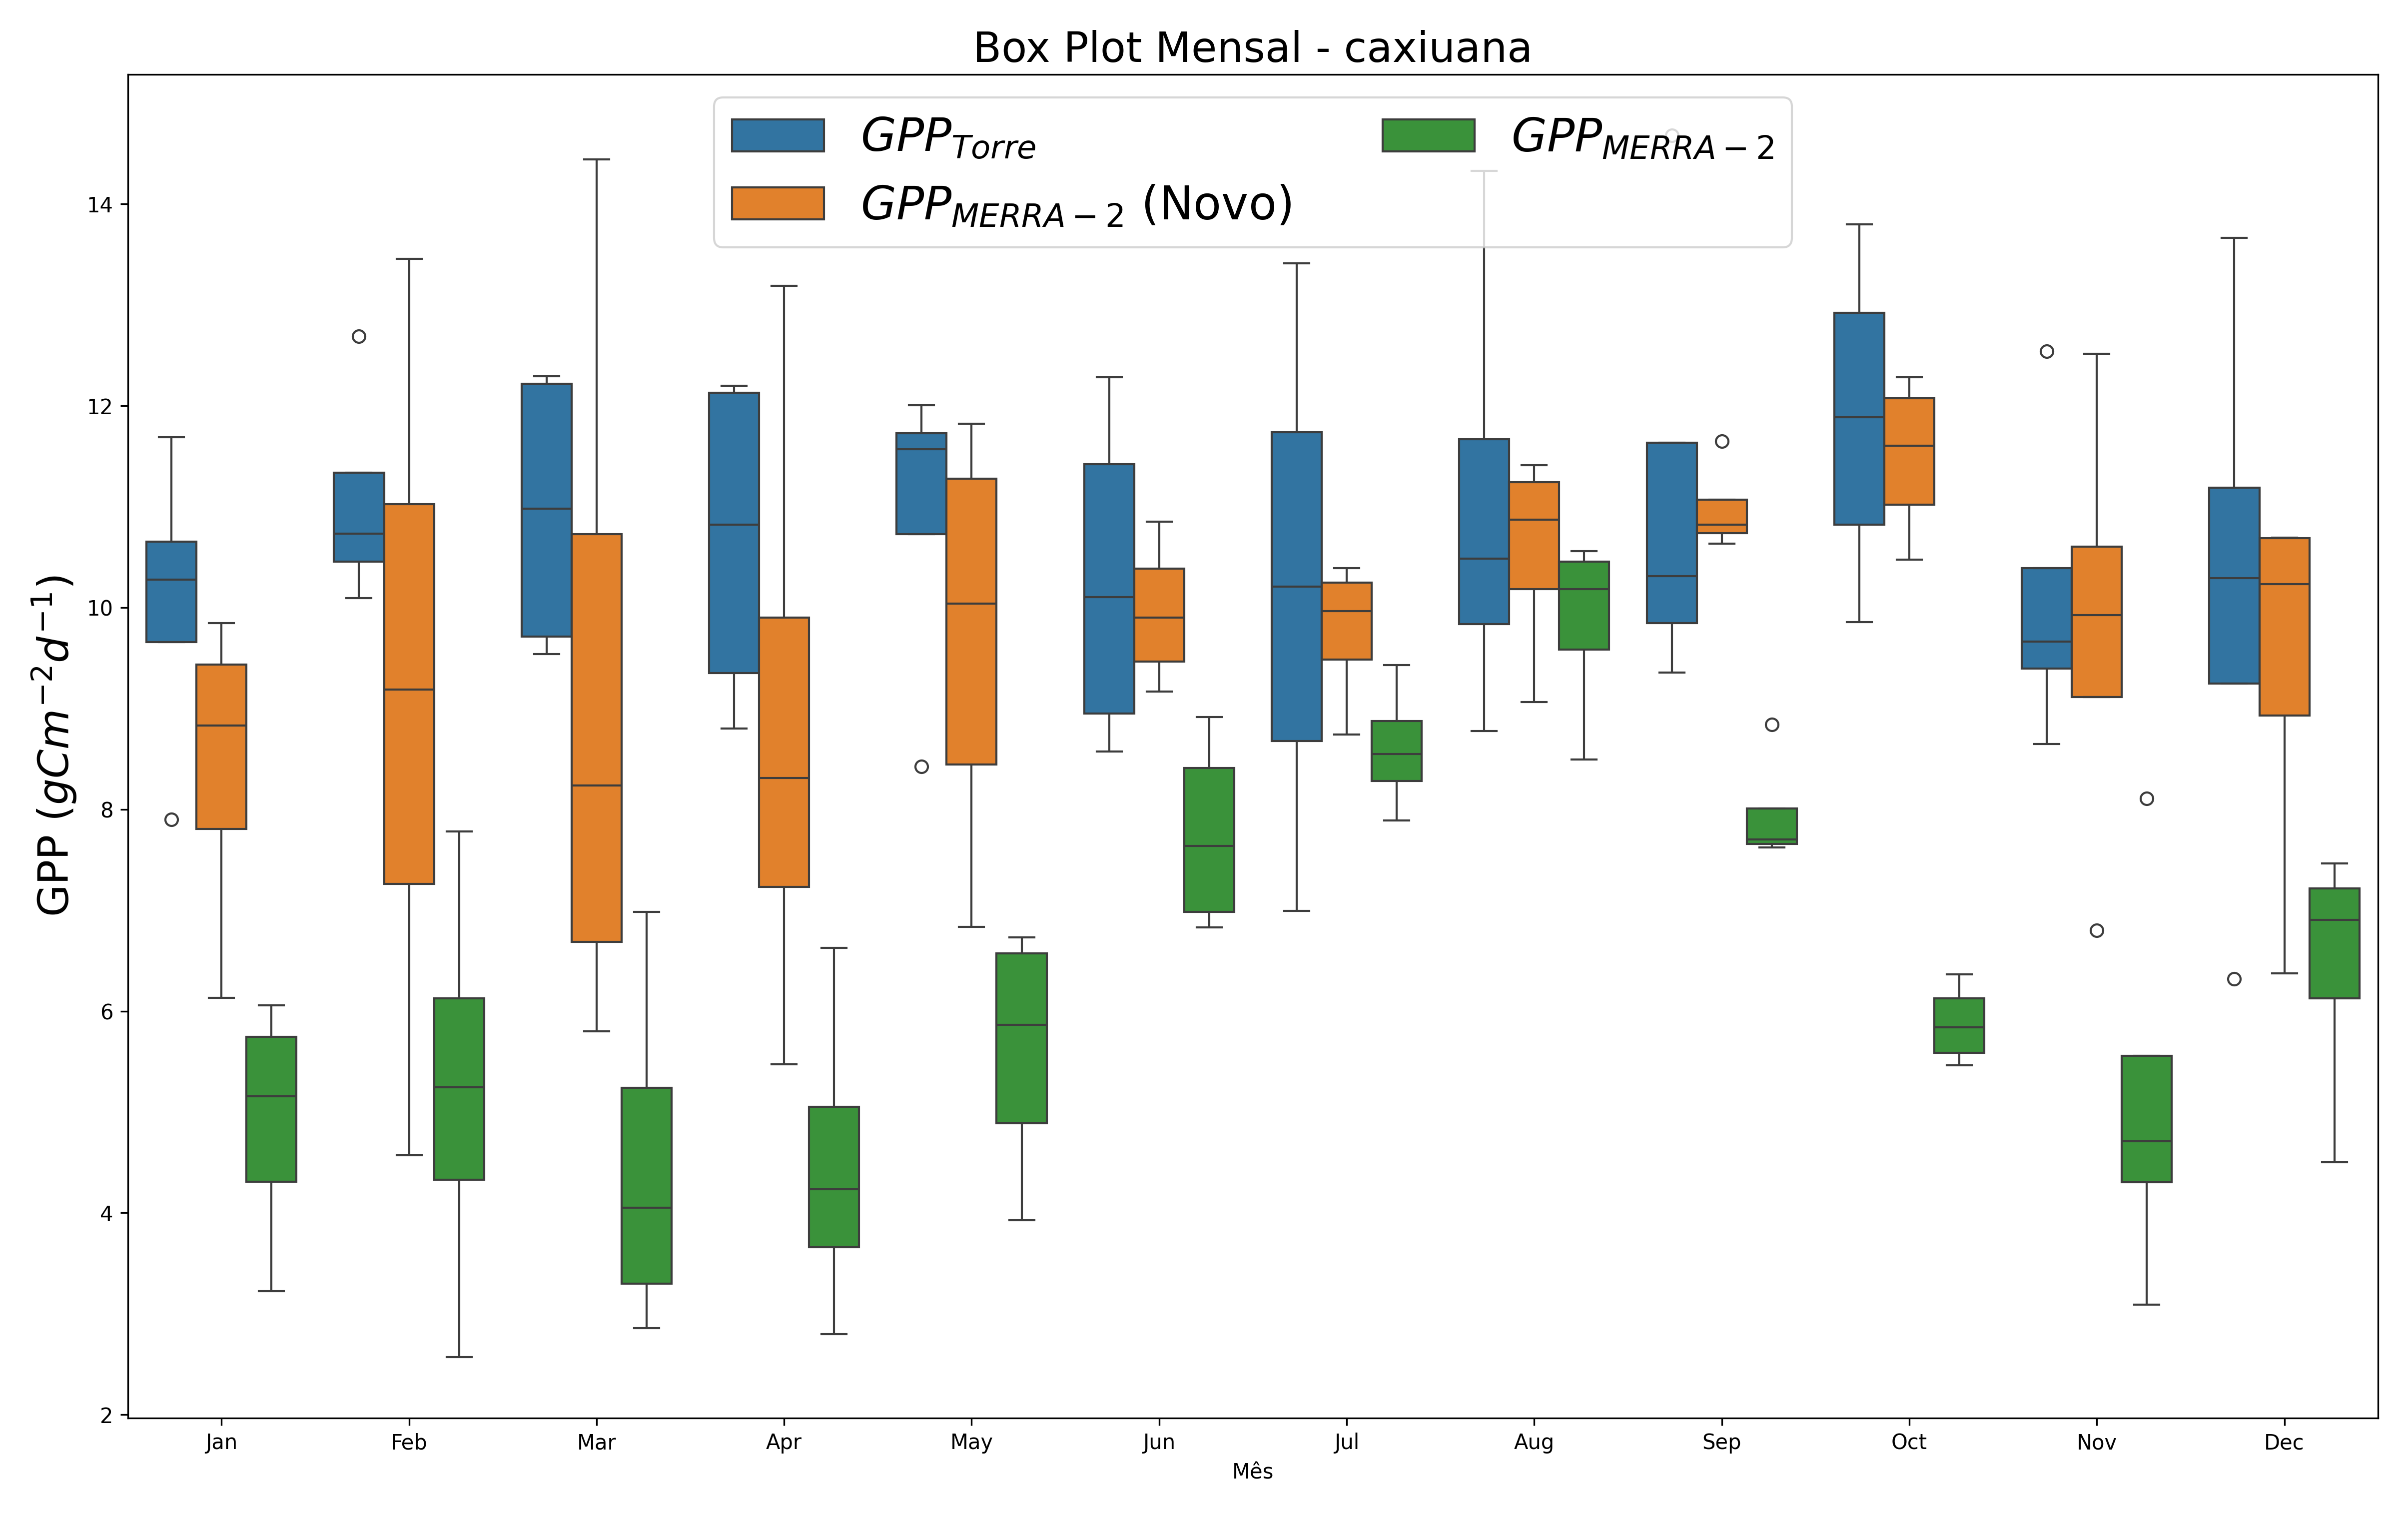 Box Plot Mensal - caxiuana
GPP_Torre
GPP_MERRA-2 (Novo)
GPP_MERRA-2
GPP (gCm⁻²d⁻¹)
14
12
10
8
6
4
2
Jan Feb Mar Apr May Jun Jul Aug Sep Oct Nov Dec
Mês